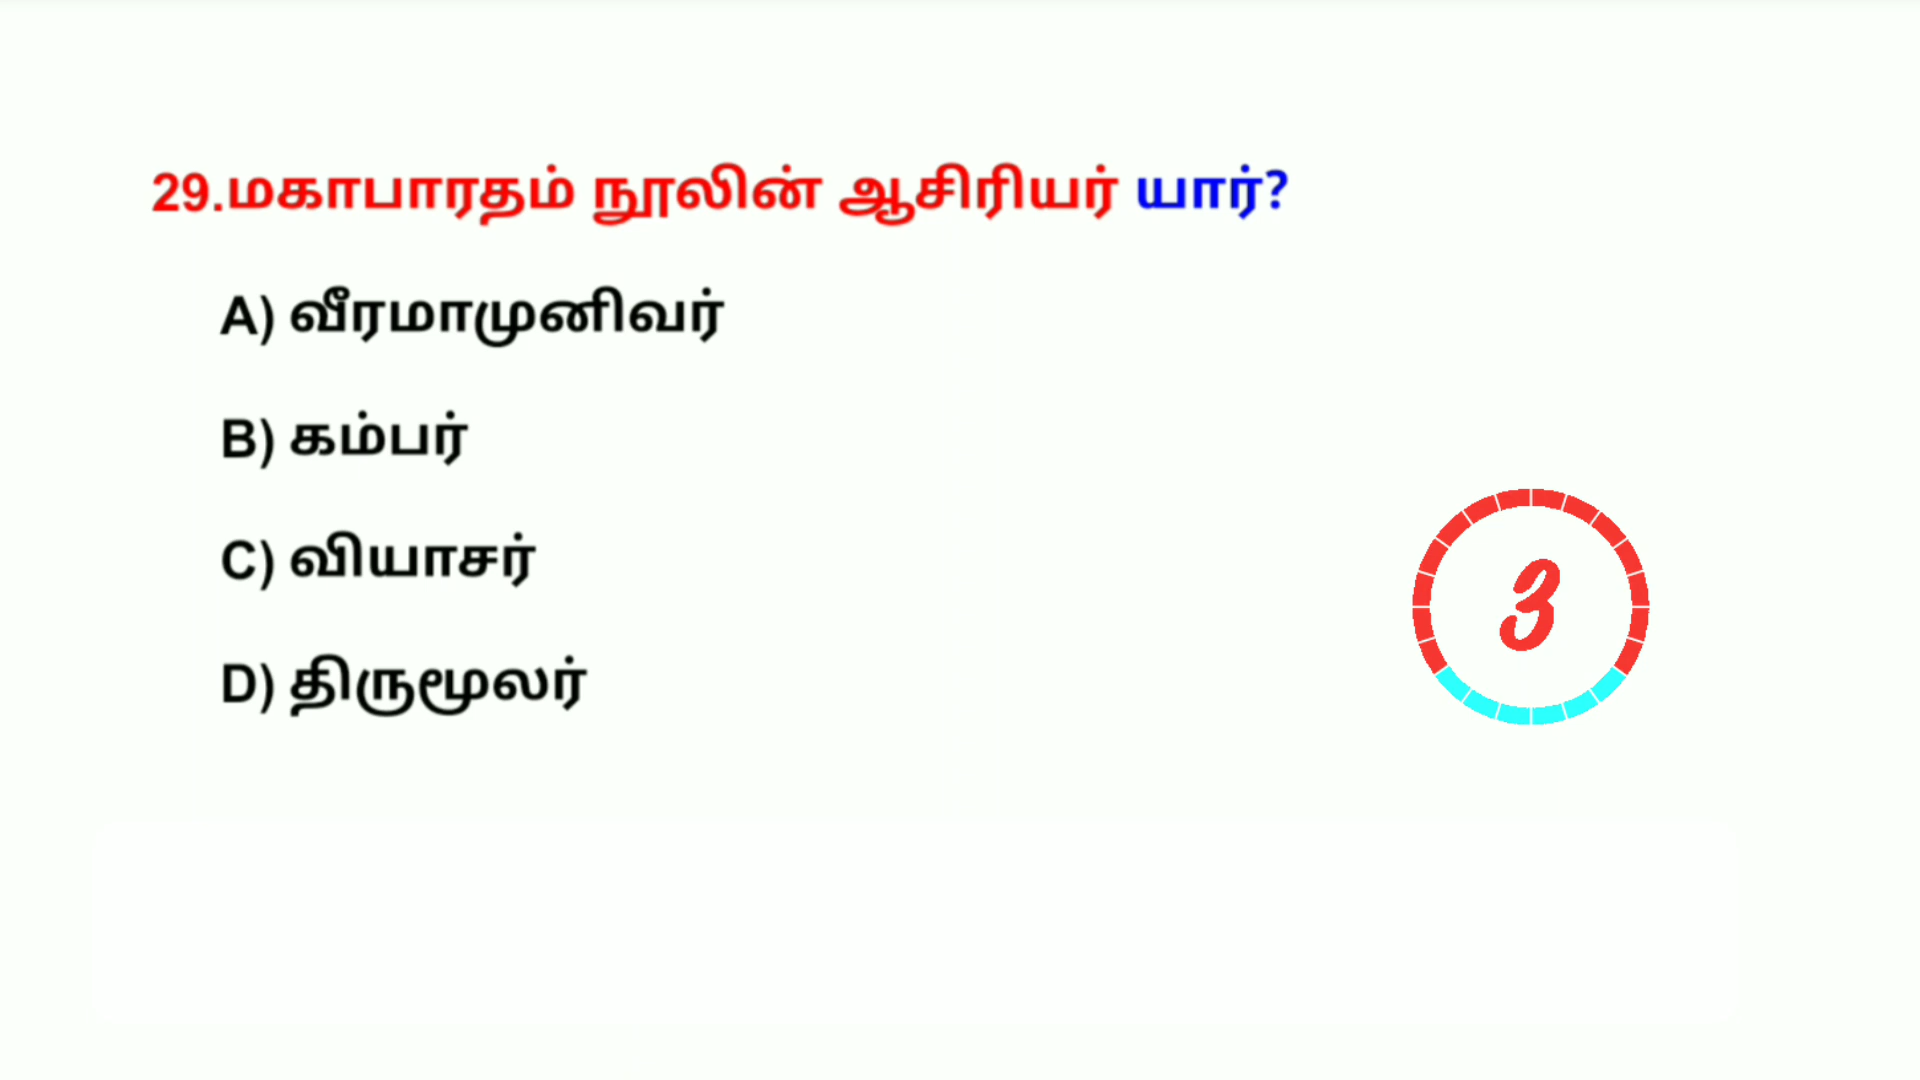 29.மகாபாரதம் நூலின் ஆசிரியர் யார்?
A) வீரமாமுனிவர்
B) கம்பர்
C) வியாசர்
D) திருமூலர்
3